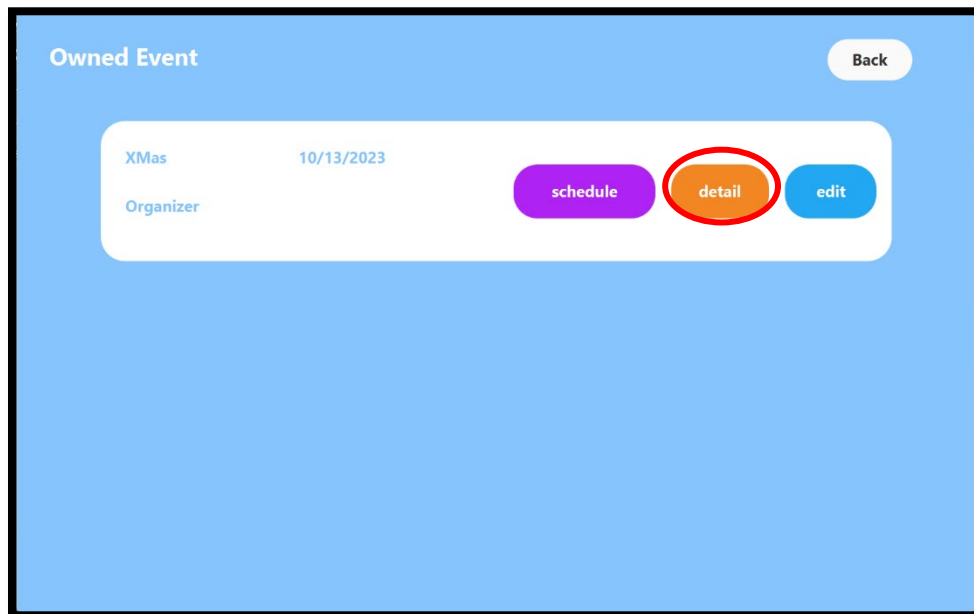 Owned Event
Back
XMas 10/13/2023
schedule detail edit
Organizer